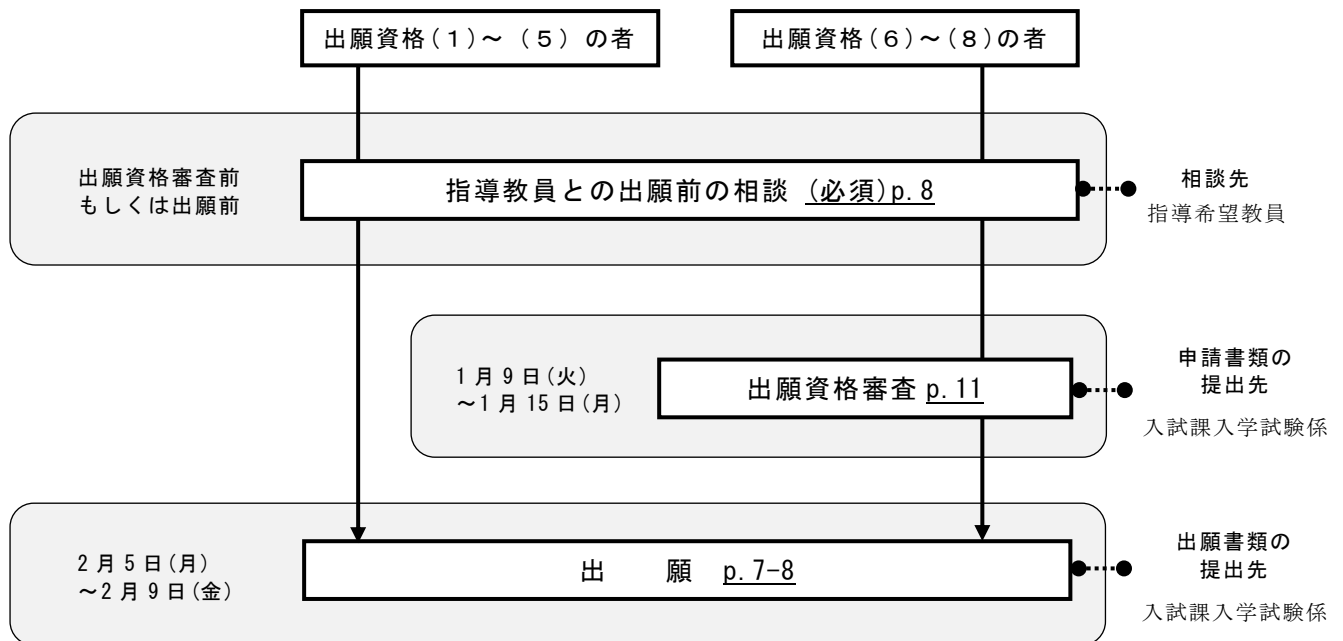 出願資格(1)～(5)の者
出願資格(6)～(8)の者
出願資格審査前
もしくは出願前
指導教員との出願前の相談 (必須)p.8
相談先
指導希望教員
1月9日(火)
～1月15日(月)
出願資格審査 p.11
申請書類の
提出先
入試課入学試験係
2月5日(月)
～2月9日(金)
出　　願 p.7-8
出願書類の
提出先
入試課入学試験係